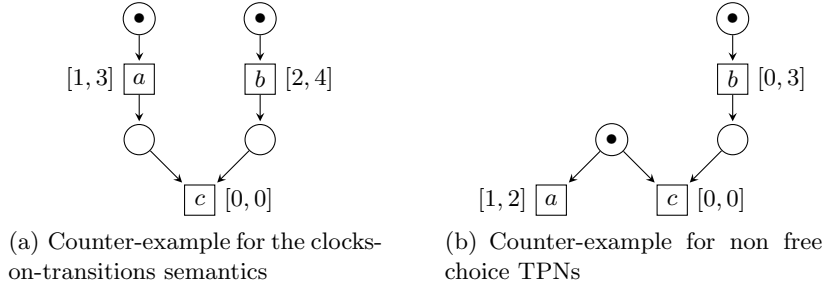 [1, 3] a
b [2, 4]
c [0, 0]
(a) Counter-example for the clocks-
on-transitions semantics
b [0, 3]
[1, 2] a
c [0, 0]
(b) Counter-example for non free
choice TPNs